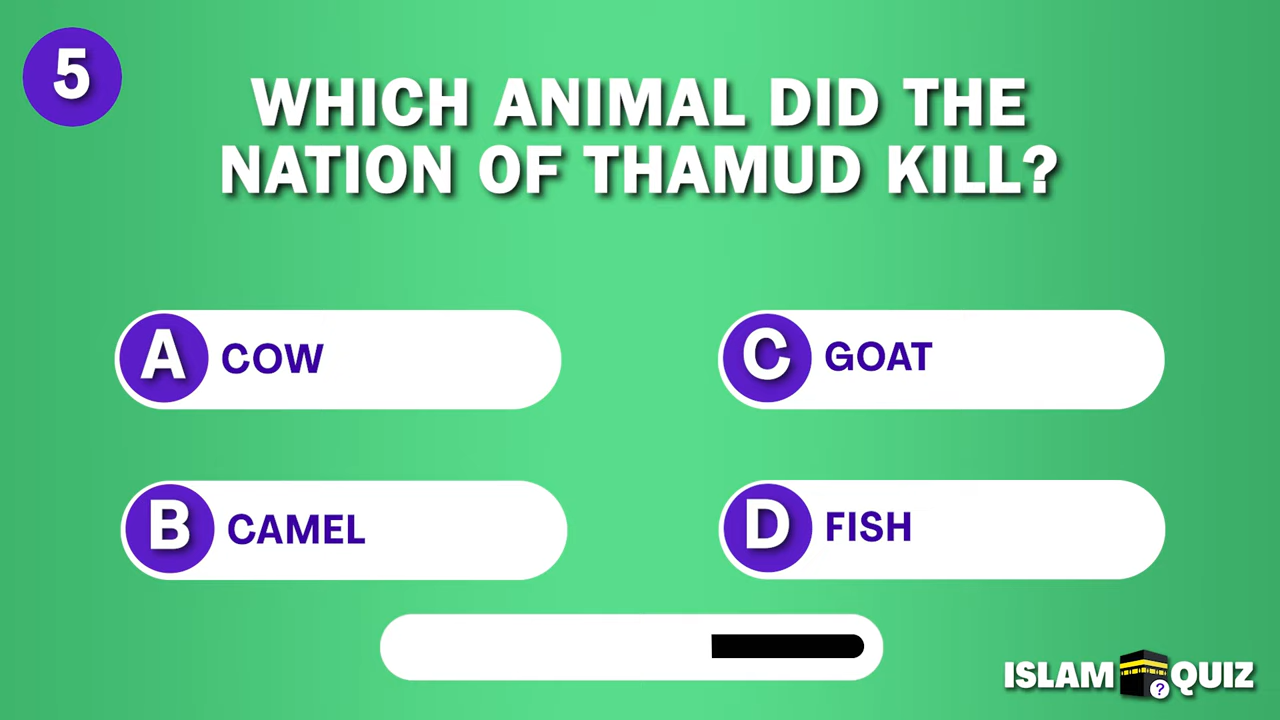 5
WHICH ANIMAL DID THE
NATION OF THAMUD KILL?
A COW
C GOAT
B CAMEL
D FISH
ISLAM ? QUIZ